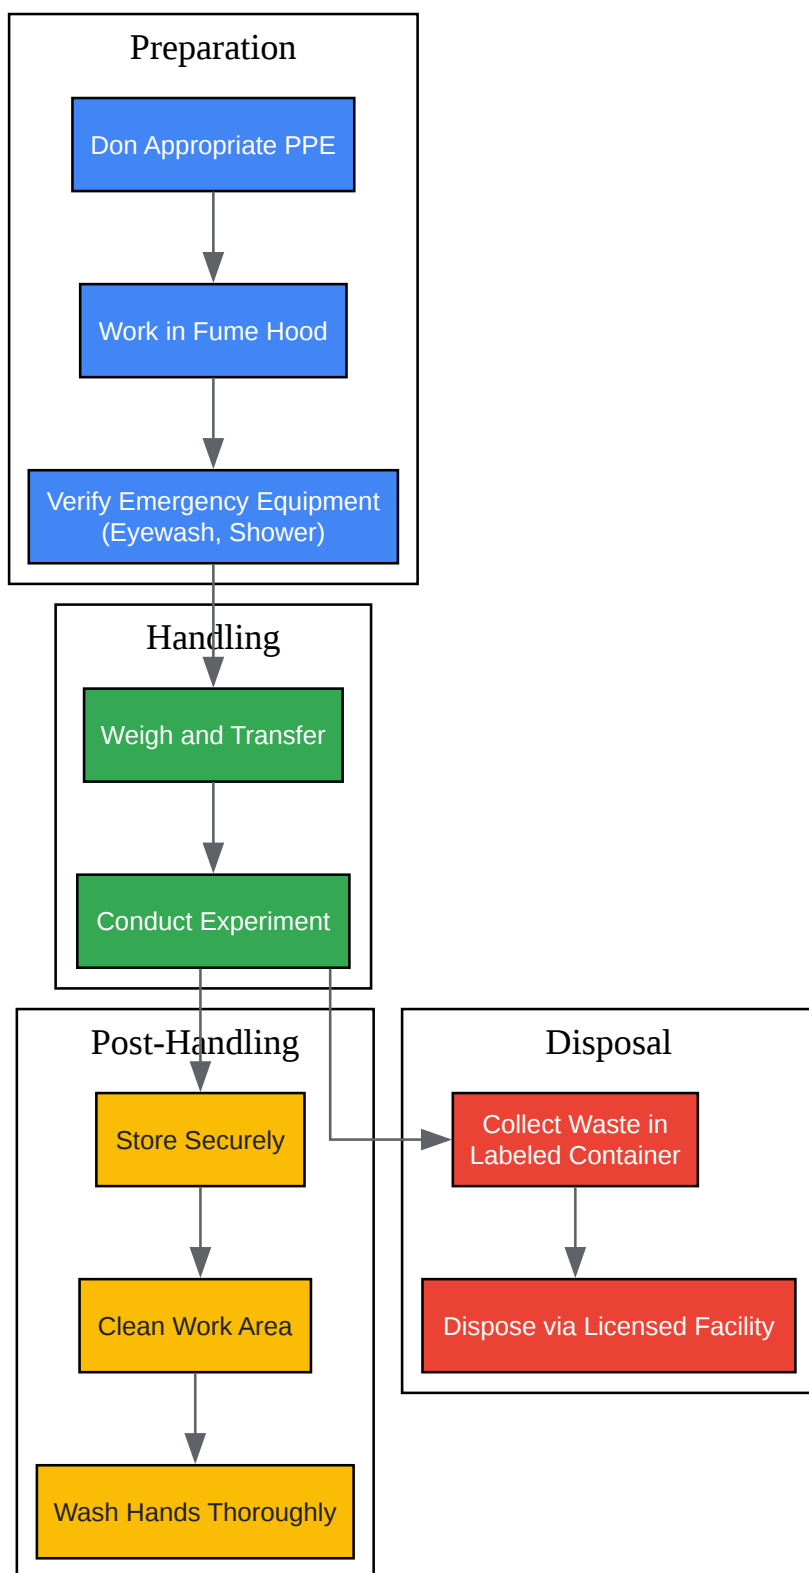 Preparation
Don Appropriate PPE
Work in Fume Hood
Verify Emergency Equipment
(Eyewash, Shower)
Handling
Weigh and Transfer
Conduct Experiment
Post-Handling
Store Securely
Clean Work Area
Wash Hands Thoroughly
Disposal
Collect Waste in
Labeled Container
Dispose via Licensed Facility